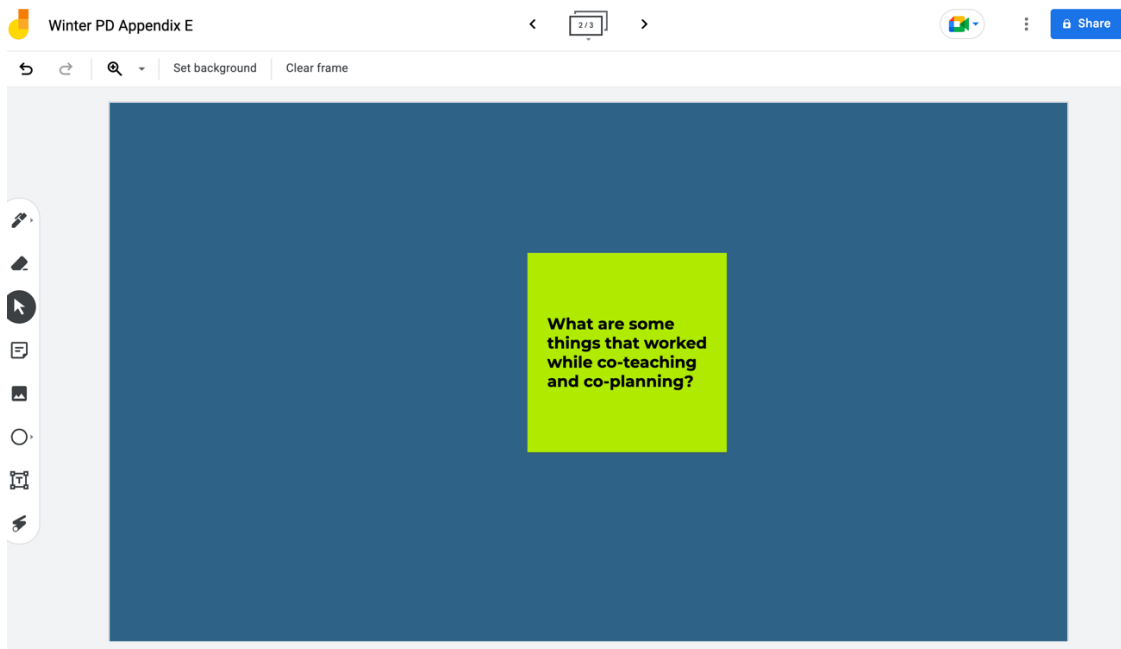 Winter PD Appendix E
2/3
Share
Set background
Clear frame
What are some
things that worked
while co-teaching
and co-planning?